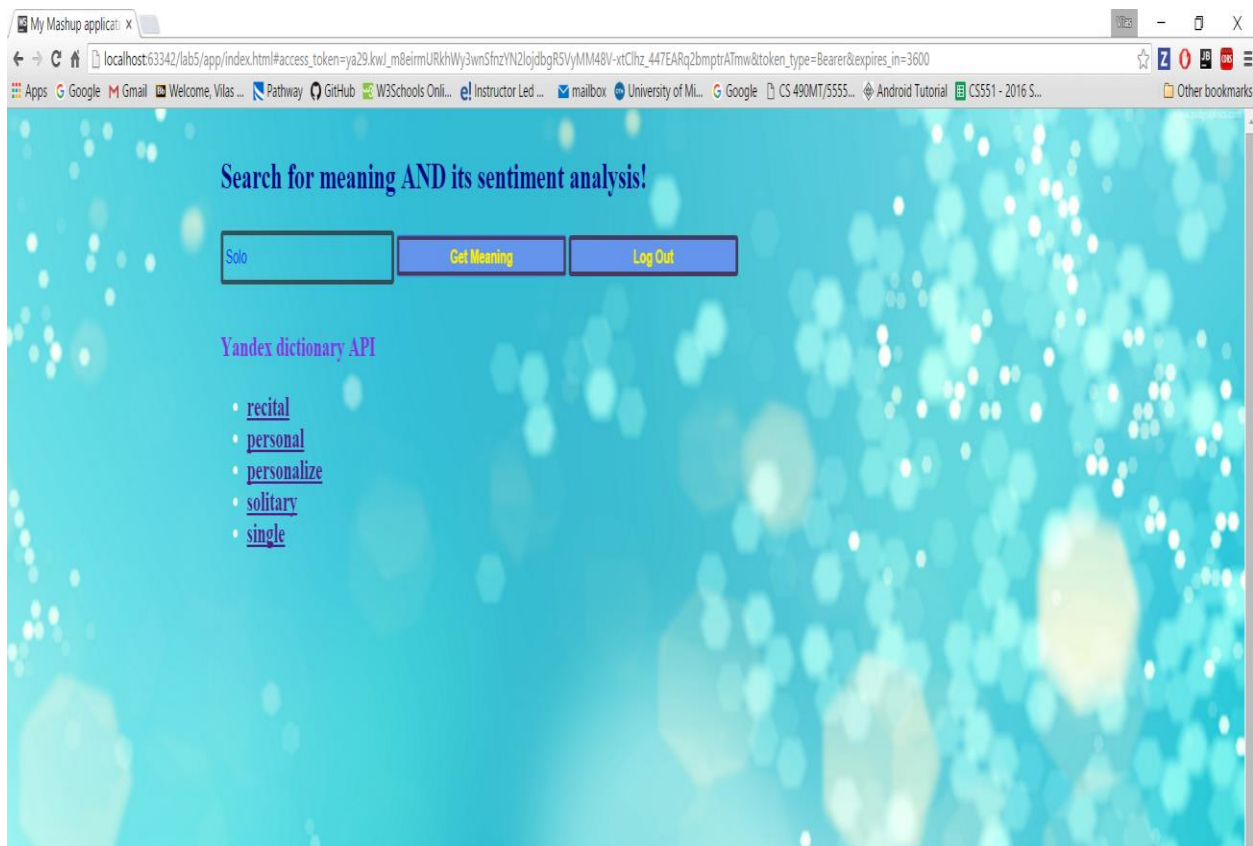 My Mashup applicati
Vilas
localhost:63342/lab5/app/index.html#access_token=ya29.kwJ_m8eirmURkhWy3wnSfnzYN2lojdbgR5VyMM48V-xtClhz_447EARq2bmptrATmw&token_type=Bearer&expires_in=3600
Apps Google Gmail Welcome, Vilas ... Pathway GitHub W3Schools Onli... Instructor Led ... mailbox University of Mi... Google CS 490MT/5555... Android Tutorial CS551 - 2016 S... Other bookmarks
Search for meaning AND its sentiment analysis!
Solo Get Meaning Log Out
Yandex dictionary API
recital
personal
personalize
solitary
single